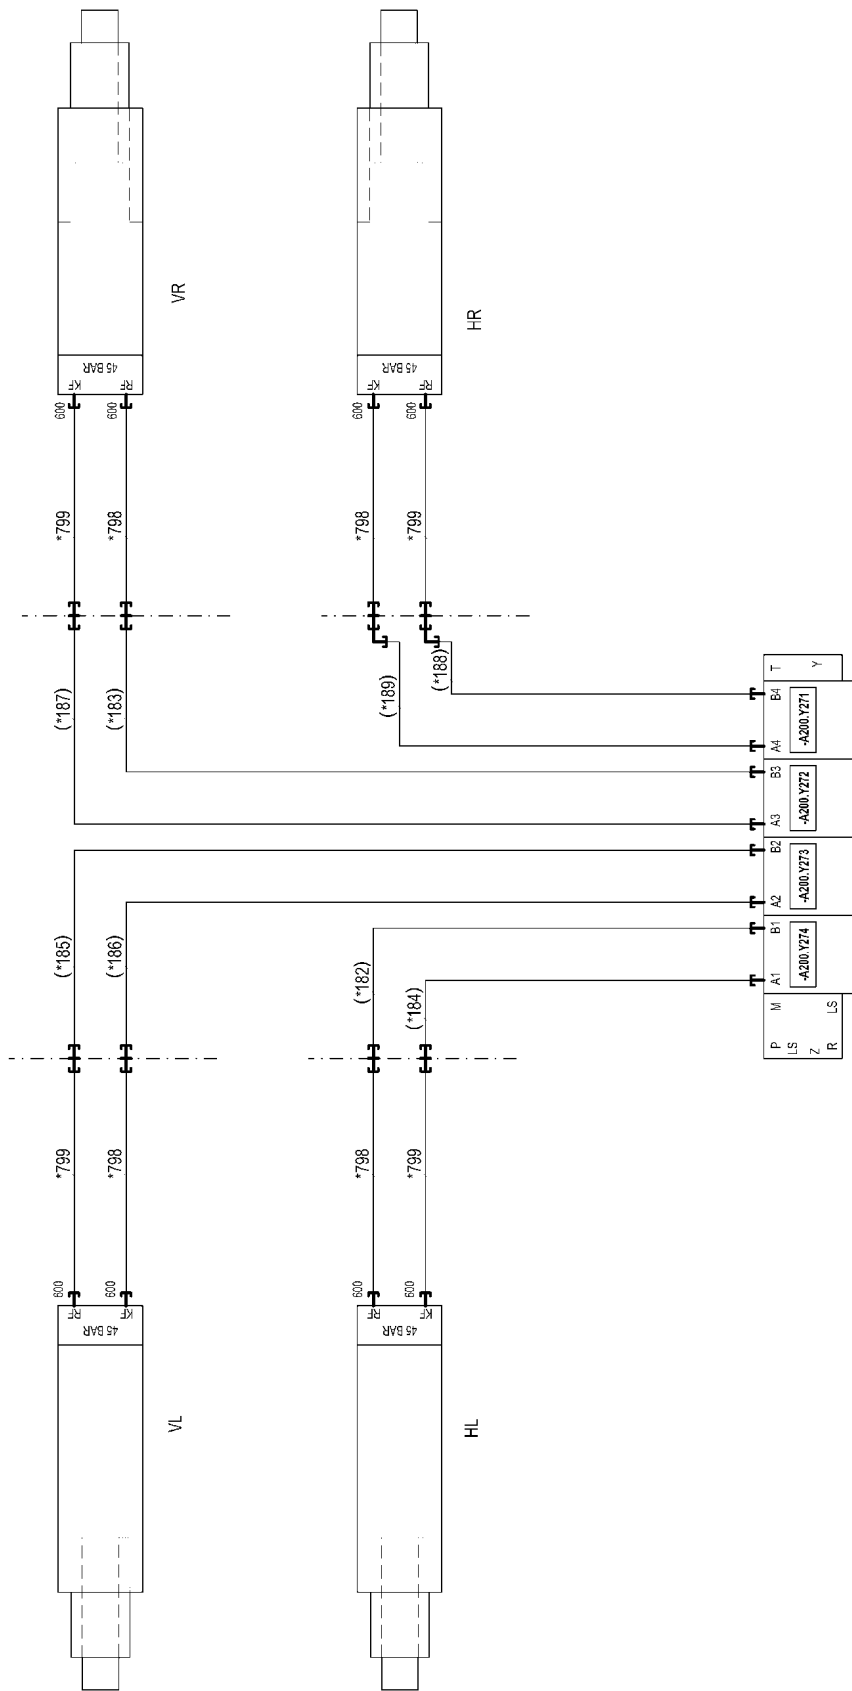 VR
45 BAR
KF
RF
600
600
*799
*798
(*187)
(*183)
HR
45 BAR
KF
RF
600
600
*798
*799
(*189)
(*188)
T
Y
B4
A4
-A200.Y271
B3
A3
-A200.Y272
B2
A2
-A200.Y273
B1
A1
-A200.Y274
M
LS
P
LS
Z
R
(*185)
(*186)
*799
*798
600
600
RF
KF
45 BAR
VL
(*182)
(*184)
*798
*799
600
600
RF
KF
45 BAR
HL